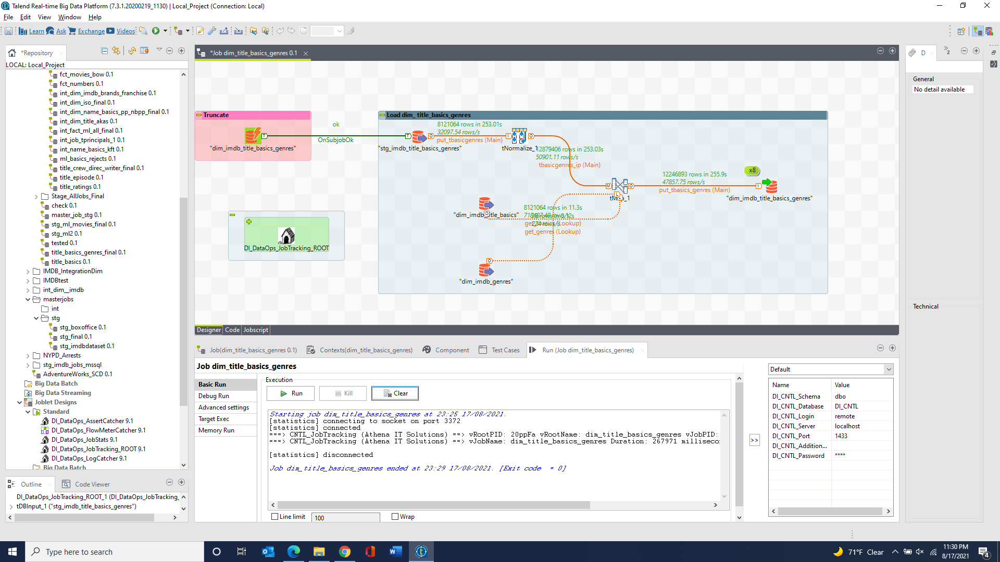 Talend Real-time Big Data Platform (7.3.1.20200219_1130) | Local_Project (Connection: Local)
File Edit View Window Help
Learn Ask Exchange Videos
*Repository
LOCAL: Local_Project
fct_movies_bow 0.1
fct_numbers 0.1
int_dim_imdb_brands_franchise 0.1
int_dim_iso_final 0.1
int_dim_name_basics_pp_nbpp_final 0.1
int_dim_title_akas 0.1
int_fact_ml_all_final 0.1
int_job_tprincipals_1 0.1
int_name_basics_kft 0.1
ml_basics_rejects 0.1
title_crew_direc_writer_final 0.1
title_episode 0.1
title_ratings 0.1
Stage_AllJobs_Final
check 0.1
master_job_stg 0.1
stg_ml_movies_final 0.1
stg_ml2 0.1
tested 0.1
title_basics_genres_final 0.1
title_basics 0.1
IMDB_IntegrationDim
IMDBtest
int_dim__imdb
masterjobs
int
stg
stg_boxoffice 0.1
stg_final 0.1
stg_imdbdataset 0.1
NYPD_Arrests
stg_imdb_jobs_mssql
AdventureWorks_SCD 0.1
Big Data Batch
Big Data Streaming
Joblet Designs
Standard
DI_DataOps_AssertCatcher 9.1
DI_DataOps_FlowMeterCatcher 9.1
DI_DataOps_JobStats 9.1
DI_DataOps_JobTracking_ROOT 9.1
DI_DataOps_LogCatcher 9.1
Big Data Batch
Outline
Code Viewer
DI_DataOps_JobTracking_ROOT_1 (DI_DataOps_JobTracking_
tDBInput_1 ("stg_imdb_title_basics_genres")
*Job dim_title_basics_genres 0.1
Truncate
"dim_imdb_title_basics_genres"
ok
OnSubjobOk
DI_DataOps_JobTracking_ROOT
Load dim_ title_basics_genres
"stg_imdb_title_basics_genres"
8121064 rows in 253.01s
32097.54 rows/s
put_tbasicgenres (Main)
tNormalize_1
12879406 rows in 253.03s
50901.11 rows/s
tbasicgenres_ip (Main)
12246893 rows in 255.9s
47857.75 rows/s
put_tbasics_genres (Main)
x8
"dim_imdb_title_basics_genres"
"dim_imdb_title_basics"
8121064 rows in 11.3s
get_genres (Lookup)
"dim_imdb_genres"
Designer Code Jobscript
Job(dim_title_basics_genres 0.1)
Contexts(dim_title_basics_genres)
Component
Test Cases
Run (Job dim_title_basics_genres)
Job dim_title_basics_genres
Basic Run
Debug Run
Advanced settings
Target Exec
Memory Run
Execution
Run
Kill
Clear
Starting job dim_title_basics_genres at 23:25 17/08/2021.
[statistics] connecting to socket on port 3372
[statistics] connected
===> CNTL_JobTracking (Athena IT Solutions) ==> vRootPID: 20ppFa vRootName: dim_title_basics_genres vJobPID:
===> CNTL_JobTracking (Athena IT Solutions) ==> vJobName: dim_title_basics_genres Duration: 267971 millisecon
[statistics] disconnected
Job dim_title_basics_genres ended at 23:29 17/08/2021. [Exit code  = 0]
Line limit
100
Wrap
>>
Default
Name Value
DI_CNTL_Schema dbo
DI_CNTL_Database DI_CNTL
DI_CNTL_Login remote
DI_CNTL_Server localhost
DI_CNTL_Port 1433
DI_CNTL_Addition...
DI_CNTL_Password ****
D
2
General
No detail available
Technical
Type here to search
71°F Clear
11:30 PM
8/17/2021
4